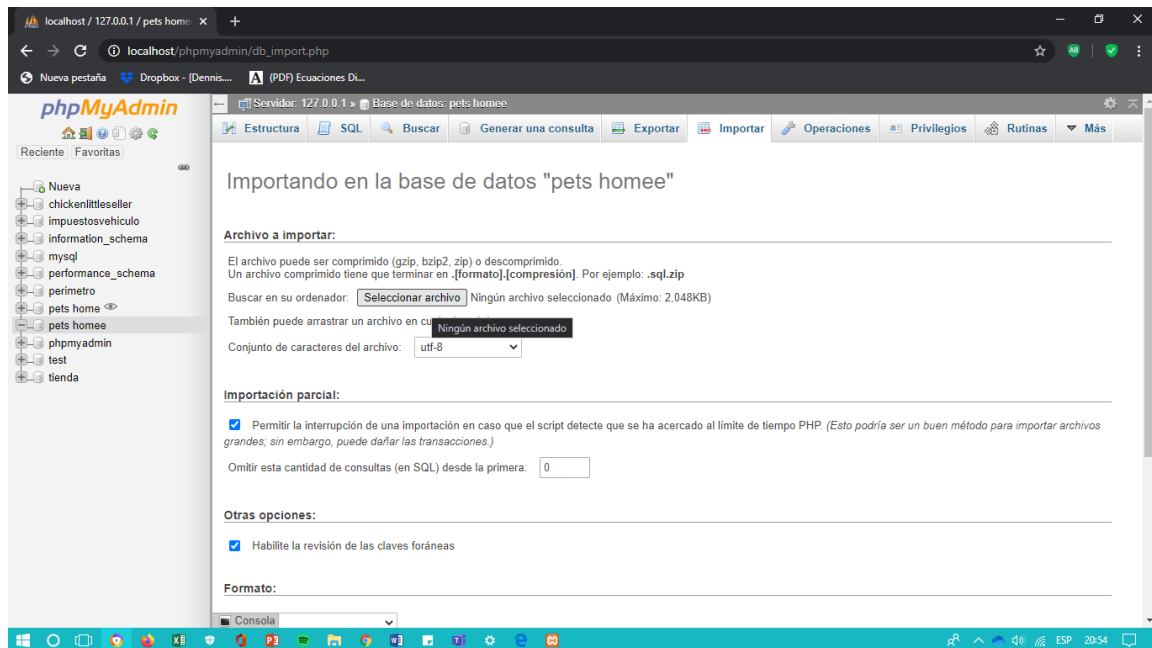 localhost / 127.0.0.1 / pets home
localhost/phpmyadmin/db_import.php
AB
Nueva pestaña Dropbox - [Dennis.... (PDF) Ecuaciones Di...
phpMyAdmin
Reciente Favoritas
Nueva
chickenlittleseller
impuestosvehiculo
information_schema
mysql
performance_schema
perimetro
pets home
pets homee
phpmyadmin
test
tienda
Servidor: 127.0.0.1 » Base de datos: pets homee
Estructura SQL Buscar Generar una consulta Exportar Importar Operaciones Privilegios Rutinas Más
Importando en la base de datos "pets homee"
Archivo a importar:
El archivo puede ser comprimido (gzip, bzip2, zip) o descomprimido.
Un archivo comprimido tiene que terminar en .[formato].[compresión]. Por ejemplo: .sql.zip
Buscar en su ordenador: Seleccionar archivo Ningún archivo seleccionado (Máximo: 2,048KB)
También puede arrastrar un archivo en
Ningún archivo seleccionado
Conjunto de caracteres del archivo: utf-8
Importación parcial:
Permitir la interrupción de una importación en caso que el script detecte que se ha acercado al límite de tiempo PHP. (Esto podría ser un buen método para importar archivos
grandes; sin embargo, puede dañar las transacciones.)
Omitir esta cantidad de consultas (en SQL) desde la primera: 0
Otras opciones:
Habilite la revisión de las claves foráneas
Formato:
Consola
ESP 20:54